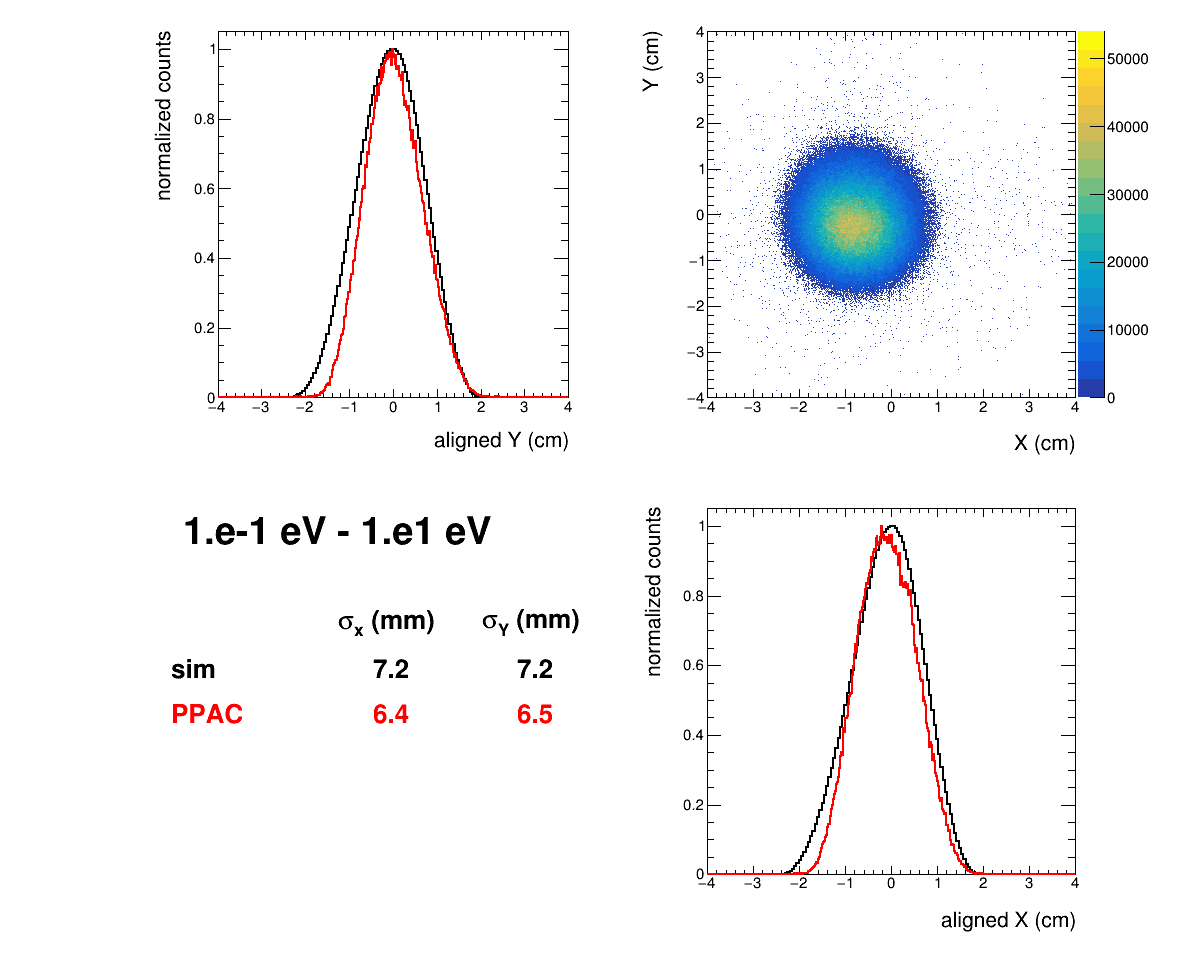 normalized counts
1
0.8
0.6
0.4
0.2
0
−4 −3 −2 −1 0 1 2 3 4
aligned Y (cm)
Y (cm)
4
3
2
1
0
−1
−2
−3
−4
−4 −3 −2 −1 0 1 2 3 4
X (cm)
50000
40000
30000
20000
10000
0
1.e-1 eV - 1.e1 eV
σx (mm) σY (mm)
sim 7.2 7.2
PPAC 6.4 6.5
normalized counts
1
0.8
0.6
0.4
0.2
0
−4 −3 −2 −1 0 1 2 3 4
aligned X (cm)